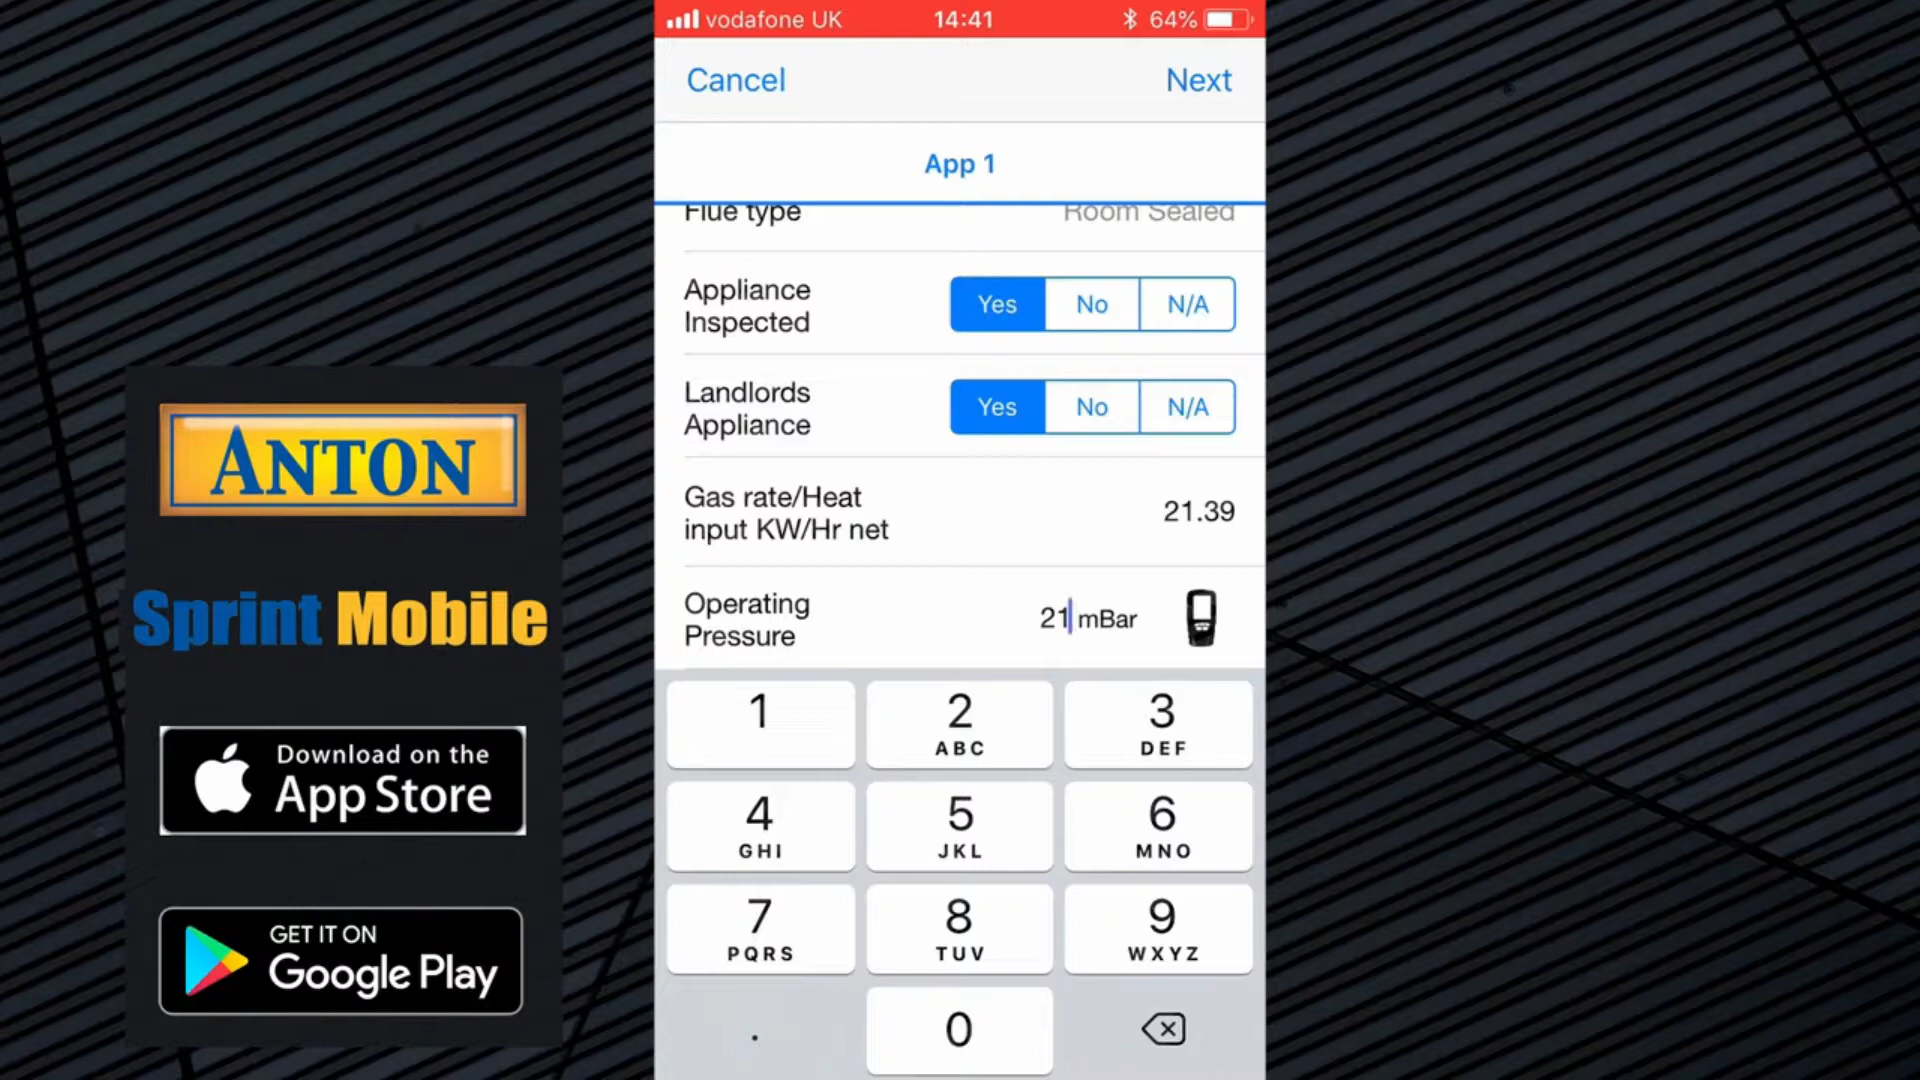 vodafone UK
14:41
64%
Cancel
Next
App 1
Flue type
Room Sealed
Appliance
Inspected
Yes
No
N/A
Landlords
Appliance
Yes
No
N/A
Gas rate/Heat
input KW/Hr net
21.39
Operating
Pressure
21 mBar
1
2
ABC
3
DEF
4
GHI
5
JKL
6
MNO
7
PQRS
8
TUV
9
WXYZ
.
0
ANTON
Sprint Mobile
Download on the
App Store
GET IT ON
Google Play